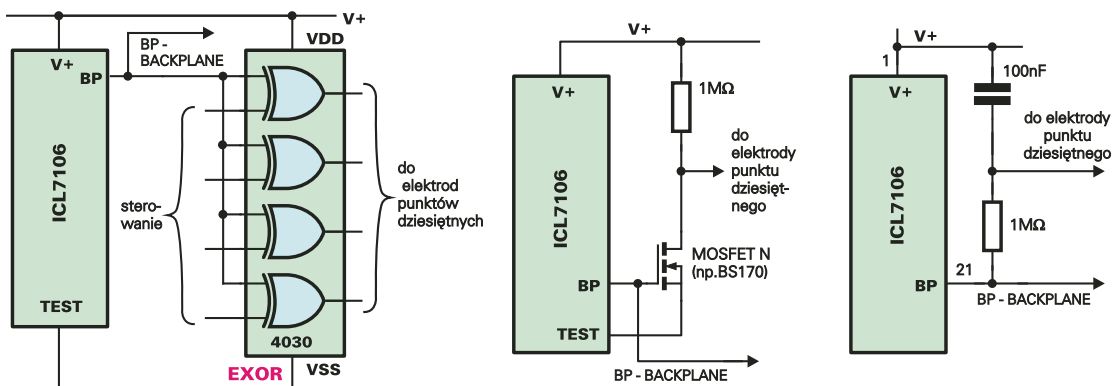 V+
VDD
BP -
BACKPLANE
V+
BP
ICL7106
TEST
stero-
wanie
do
elektrod
punktów
dziesiętnych
4030
EXOR
VSS
V+
V+
1MΩ
do
elektrody
punktu
dziesięt-
nego
ICL7106
MOSFET N
(np.BS170)
BP
TEST
BP - BACKPLANE
V+
1
V+
100nF
do elektrody
punktu
dziesiętnego
ICL7106
1MΩ
21
BP
BP - BACKPLANE